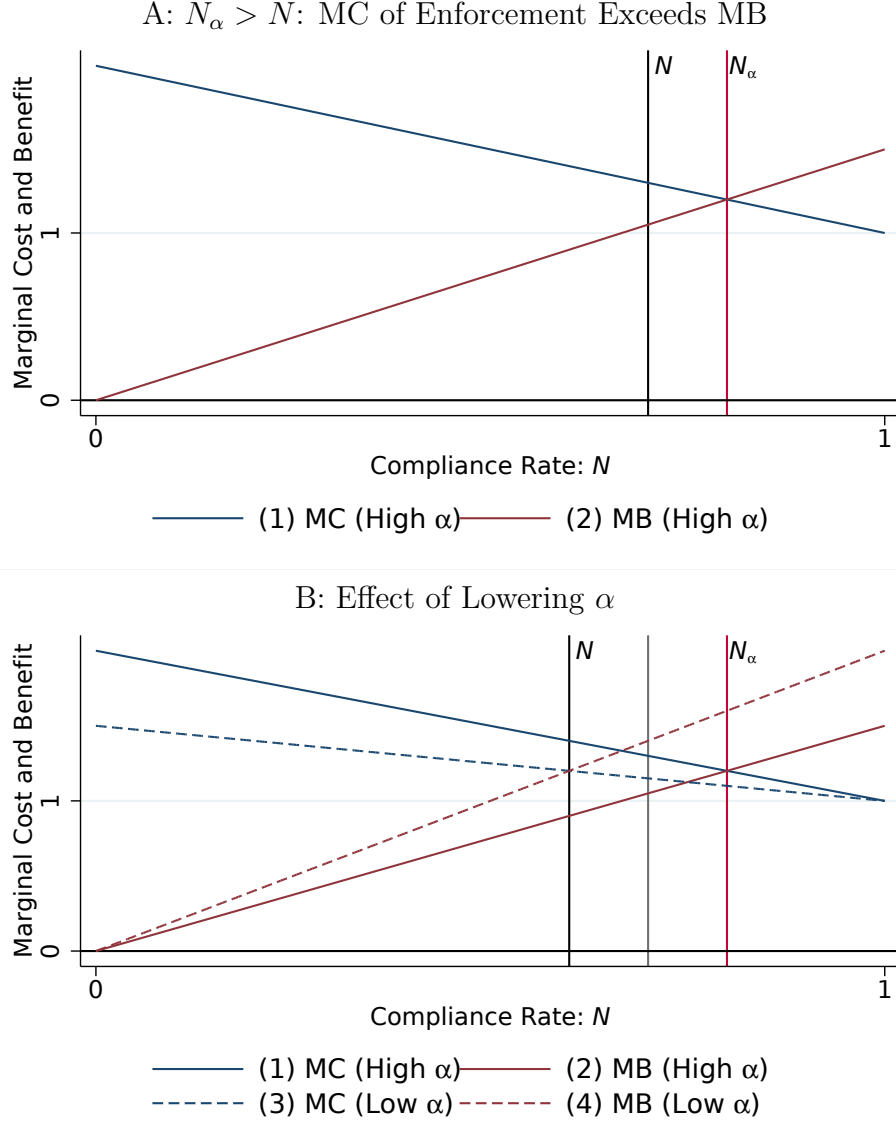 A: Nα > N: MC of Enforcement Exceeds MB
Marginal Cost and Benefit
N
Nα
1
0
0
1
Compliance Rate: N
(1) MC (High α)
(2) MB (High α)
B: Effect of Lowering α
Marginal Cost and Benefit
N
Nα
1
0
0
1
Compliance Rate: N
(1) MC (High α)
(2) MB (High α)
(3) MC (Low α)
(4) MB (Low α)